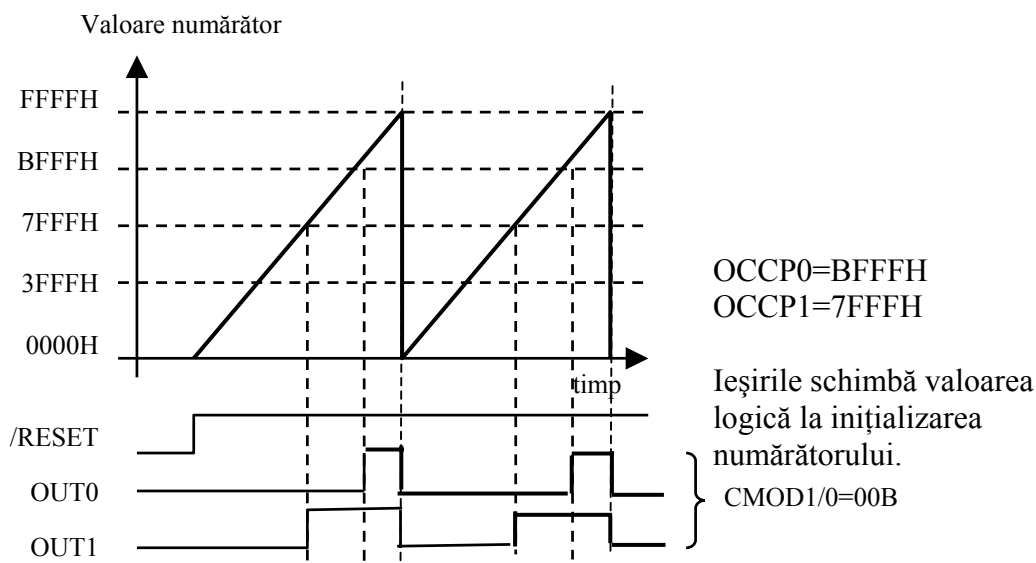 Valoare numărător
FFFFH
BFFFH
7FFFH
3FFFH
0000H
timp
OCCP0=BFFFH
OCCP1=7FFFH
Ieşirile schimbă valoarea
logică la inițializarea
numărătorului.
/RESET
OUT0
OUT1
CMOD1/0=00B